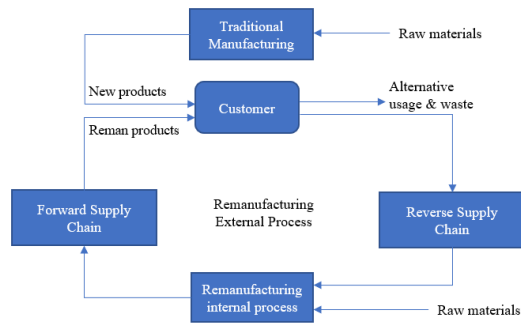 Traditional
Manufacturing
Raw materials
New products
Alternative
usage & waste
Customer
Reman products
Forward Supply
Chain
Remanufacturing
External Process
Reverse Supply
Chain
Remanufacturing
internal process
Raw materials